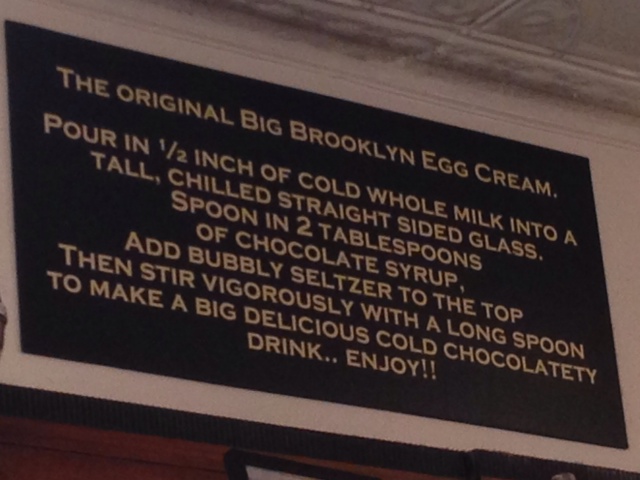 THE ORIGINAL BIG BROOKLYN EGG CREAM.
POUR IN 1/2 INCH OF COLD WHOLE MILK INTO A
TALL, CHILLED STRAIGHT SIDED GLASS.
SPOON IN 2 TABLESPOONS
OF CHOCOLATE SYRUP,
ADD BUBBLY SELTZER TO THE TOP
THEN STIR VIGOROUSLY WITH A LONG SPOON
TO MAKE A BIG DELICIOUS COLD CHOCOLATETY
DRINK.. ENJOY!!